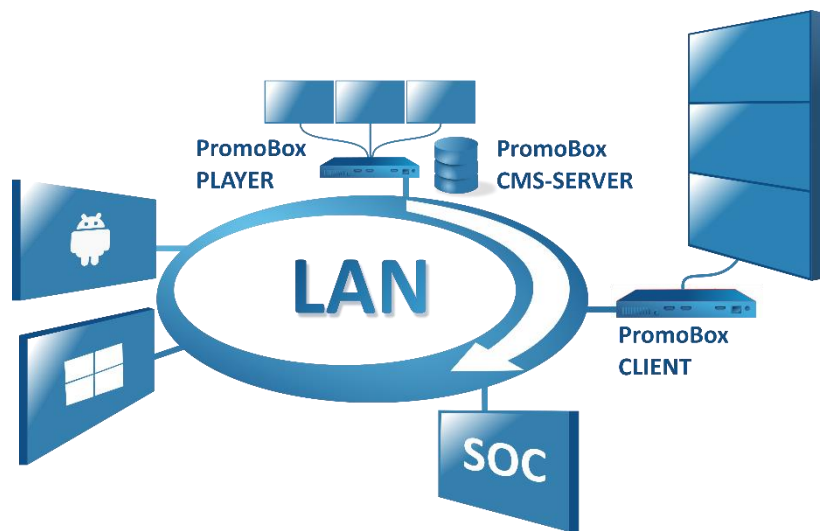 PromoBox
PLAYER
PromoBox
CMS-SERVER
LAN
PromoBox
CLIENT
SOC